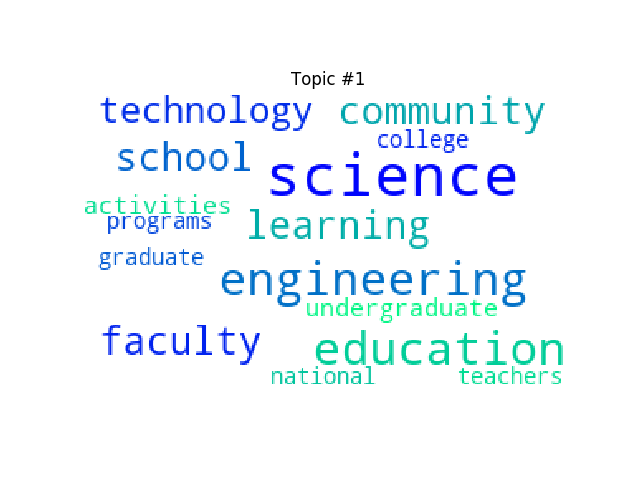 Topic #1
technology community
college
school science
activities
programs learning
graduate
engineering
undergraduate
faculty education
national teachers